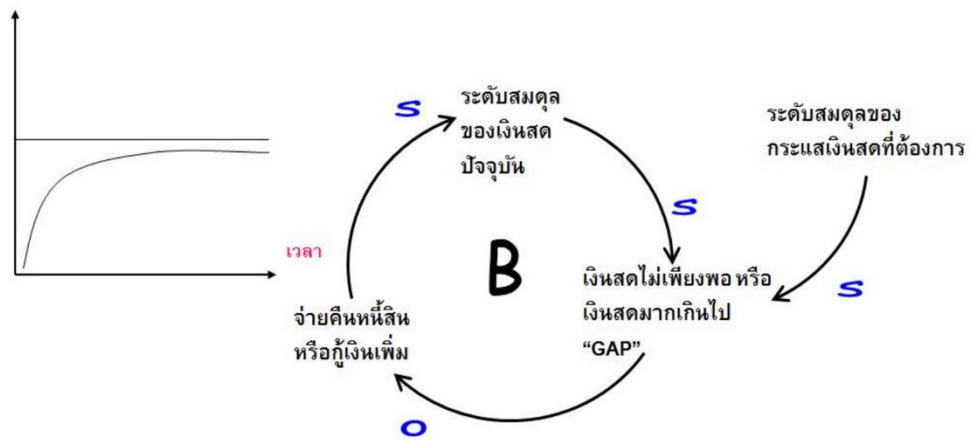 S
ระดับสมดุล
ของเงินสด
ปัจจุบัน
ระดับสมดุลของ
กระแสเงินสดที่ต้องการ
S
เวลา
B
เงินสดไม่เพียงพอ หรือ
เงินสดมากเกินไป
“GAP”
S
จ่ายคืนหนี้สิน
หรือกู้เงินเพิ่ม
O